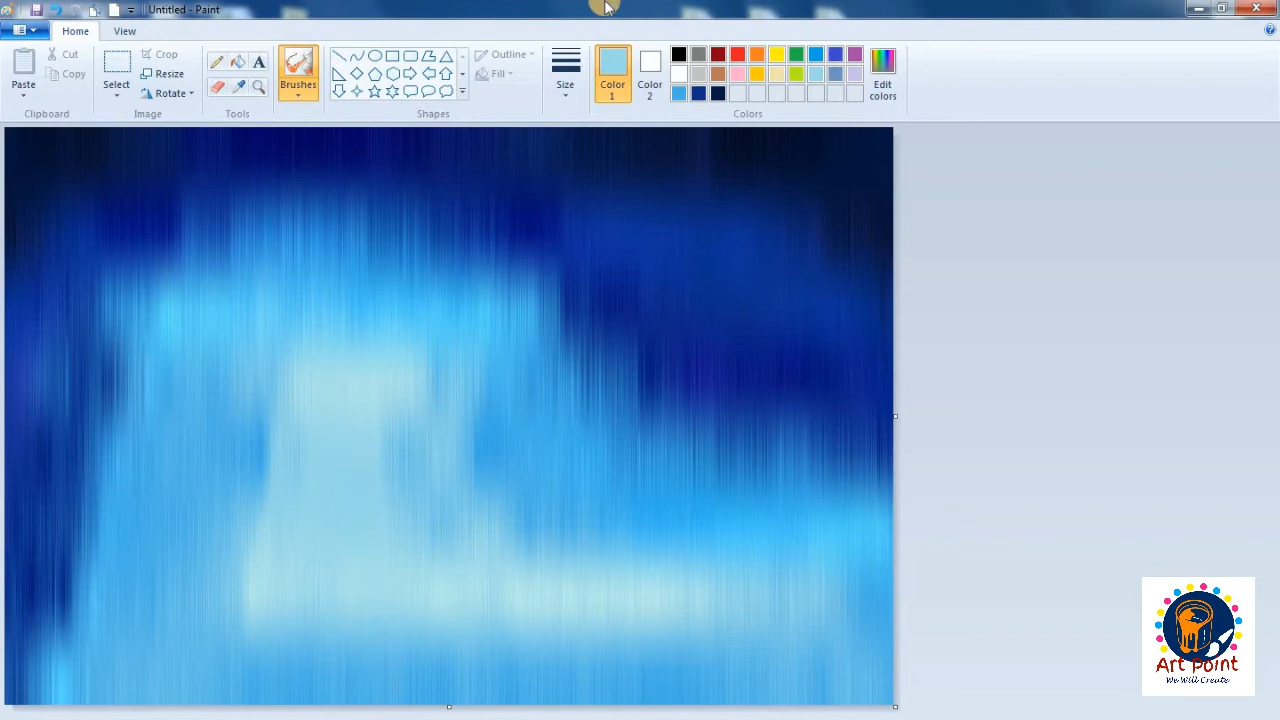 Untitled - Paint
Home
View
Paste
Cut
Copy
Clipboard
Select
Crop
Resize
Rotate
Image
A
Tools
Brushes
Outline
Fill
Shapes
Size
Color
1
Color
2
Edit
colors
Colors
Art Point
We Will Create